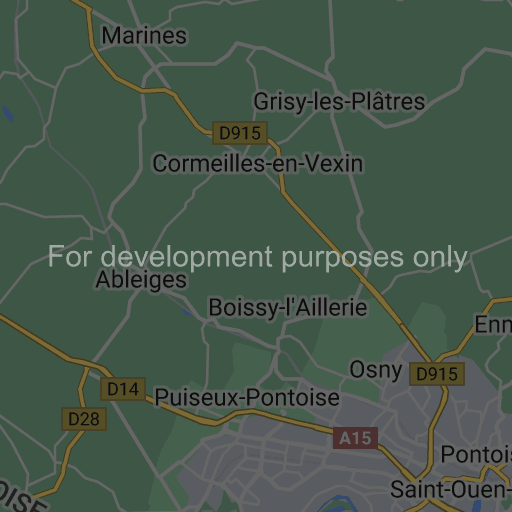 Marines
Grisy-les-Plâtres
D915
Cormeilles-en-Vexin
For development purposes only
Ableiges
Boissy-l'Aillerie
Enn
Osny
D915
D14
Puiseux-Pontoise
D28
A15
Pontois
OISE
Saint-Ouen-